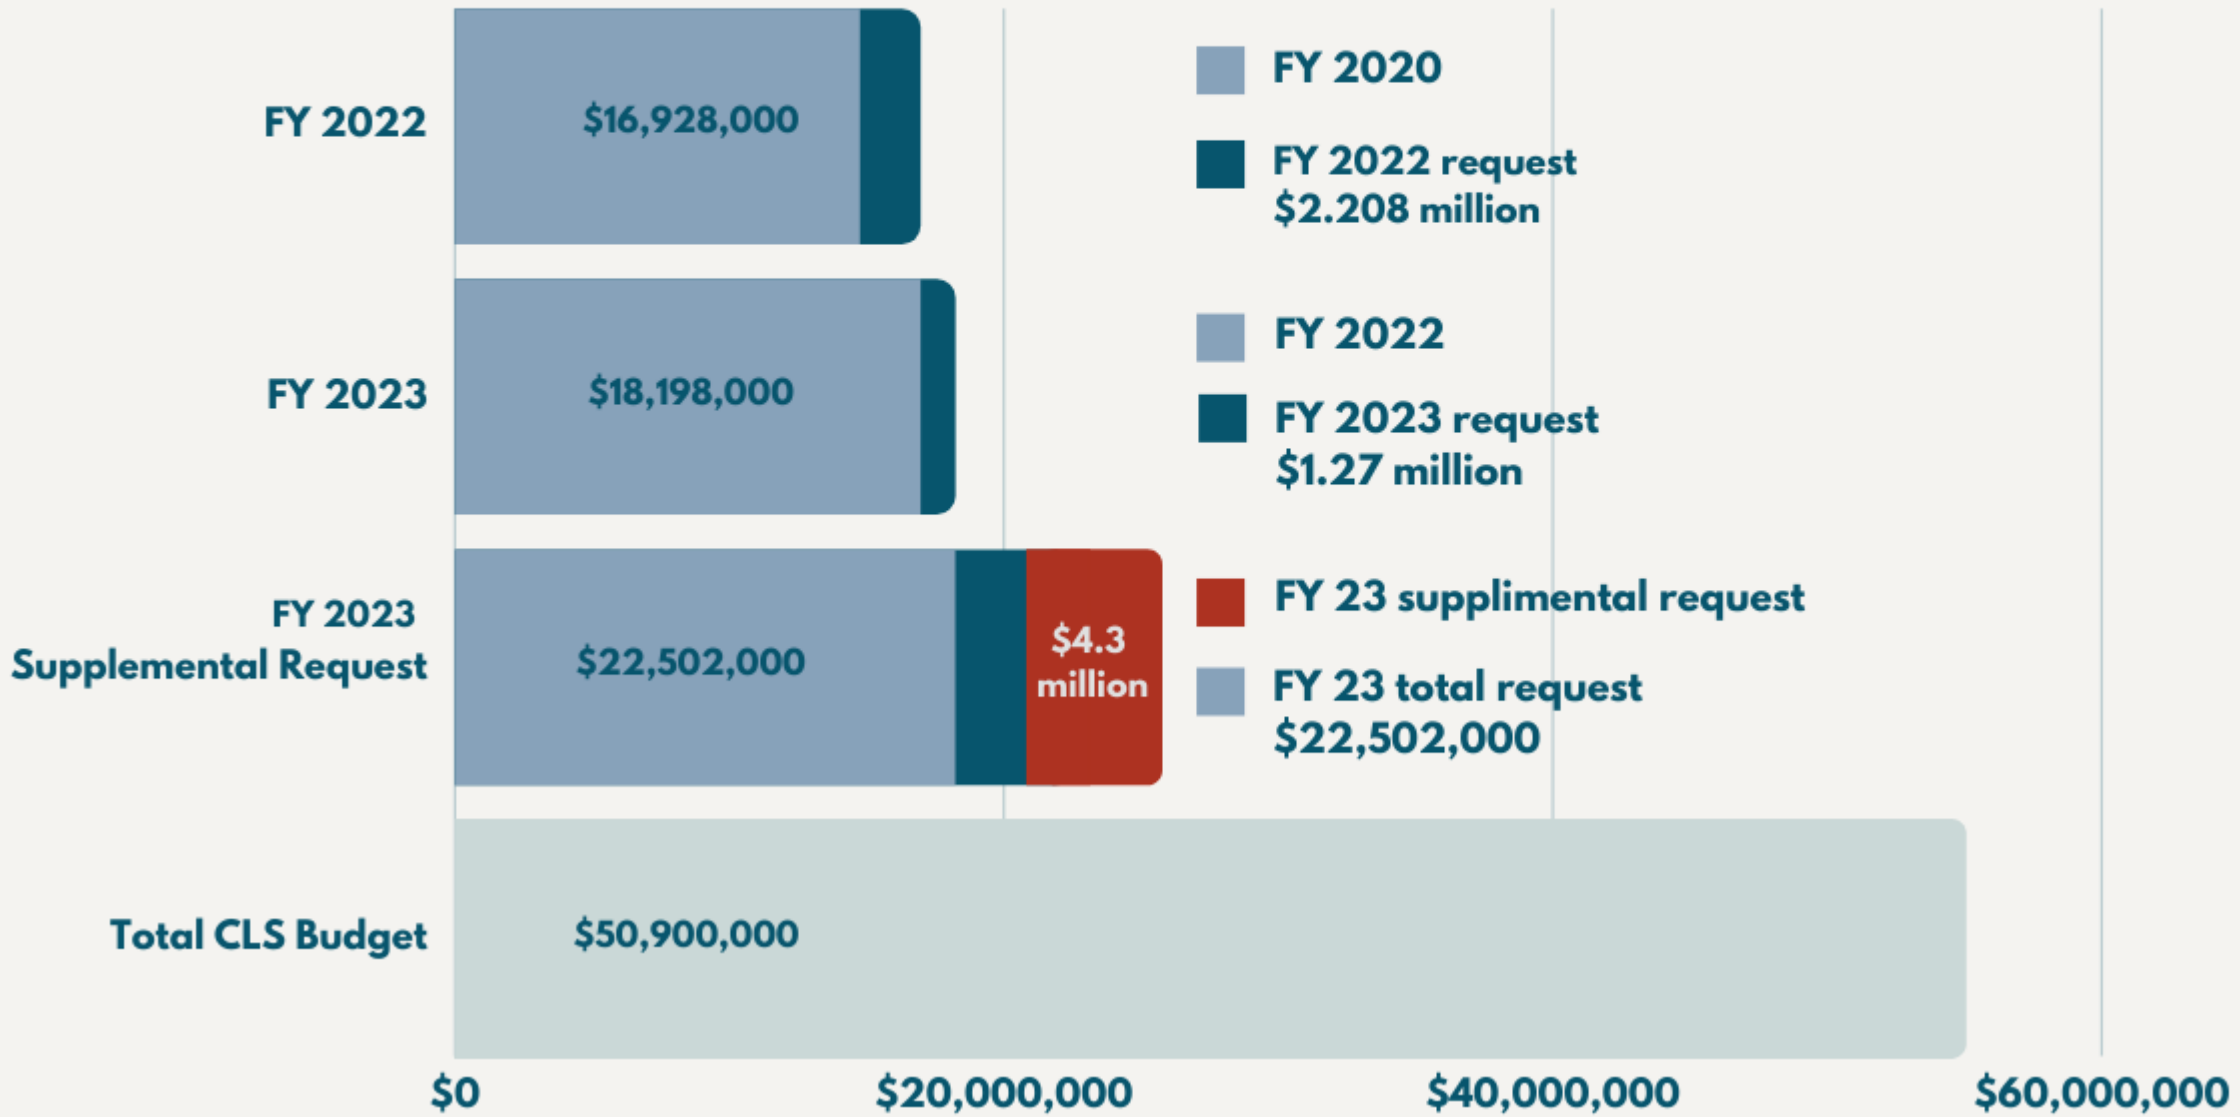 FY 2022
$16,928,000
FY 2020
FY 2022 request
$2.208 million
FY 2023
$18,198,000
FY 2022
FY 2023 request
$1.27 million
FY 2023
Supplemental Request
$22,502,000
$4.3
million
FY 23 supplimental request
FY 23 total request
$22,502,000
Total CLS Budget
$50,900,000
$0
$20,000,000
$40,000,000
$60,000,000